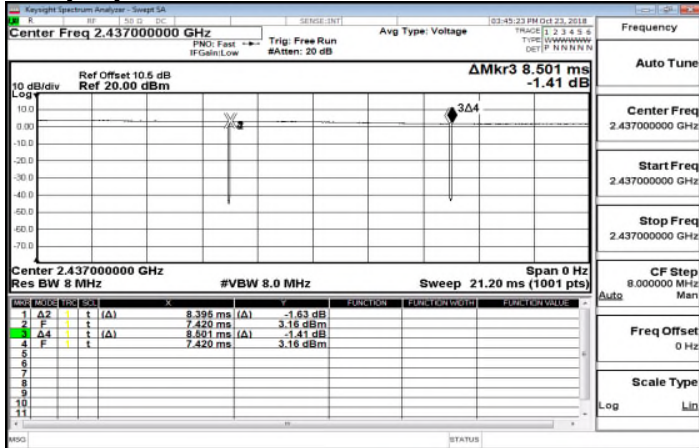 Keysight Spectrum Analyzer - Swept SA
R RF 50 Ω DC SENSE:INT 03:45:23 PM Oct 23, 2018
Center Freq 2.437000000 GHz
PNO: Fast Trig: Free Run Avg Type: Voltage
IFGain:Low #Atten: 20 dB
TRACE 1 2 3 4 5 6
TYPE WWWWWW
DET P N N N N N
Ref Offset 10.5 dB
10 dB/div Ref 20.00 dBm
Log
ΔMkr3 8.501 ms
-1.41 dB
10.0
0.00
-10.0
-20.0
-30.0
-40.0
-50.0
-60.0
-70.0
3Δ4
2
Center 2.437000000 GHz Span 0 Hz
Res BW 8 MHz #VBW 8.0 MHz Sweep 21.20 ms (1001 pts)
MKR MODE TRC SCL X Y FUNCTION FUNCTION WIDTH FUNCTION VALUE
1 Δ2 1 t (Δ) 8.395 ms (Δ) -1.63 dB
2 F 1 t 7.420 ms 3.16 dBm
3 Δ4 1 t (Δ) 8.501 ms (Δ) -1.41 dB
4 F 1 t 7.420 ms 3.16 dBm
5
6
7
8
9
10
11
MSG STATUS
Frequency
Auto Tune
Center Freq
2.437000000 GHz
Start Freq
2.437000000 GHz
Stop Freq
2.437000000 GHz
CF Step
8.000000 MHz
Auto Man
Freq Offset
0 Hz
Scale Type
Log Lin